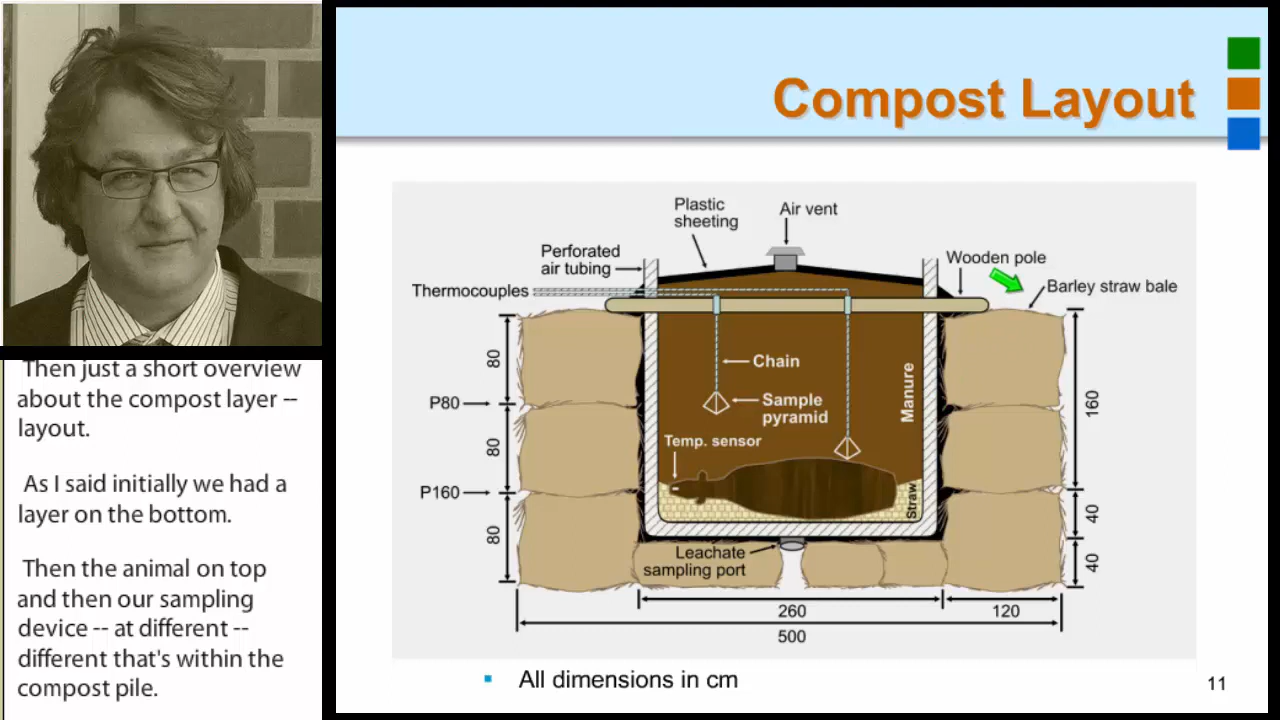 Compost Layout
Plastic
sheeting
Air vent
Perforated
air tubing
Wooden pole
Thermocouples
Barley straw bale
Chain
Sample
pyramid
Manure
Temp. sensor
Straw
P80
P160
80
80
80
160
40
40
Leachate
sampling port
260
120
500
All dimensions in cm
11
Then just a short overview
about the compost layer --
layout.
As I said initially we had a
layer on the bottom.
Then the animal on top
and then our sampling
device -- at different --
different that's within the
compost pile.